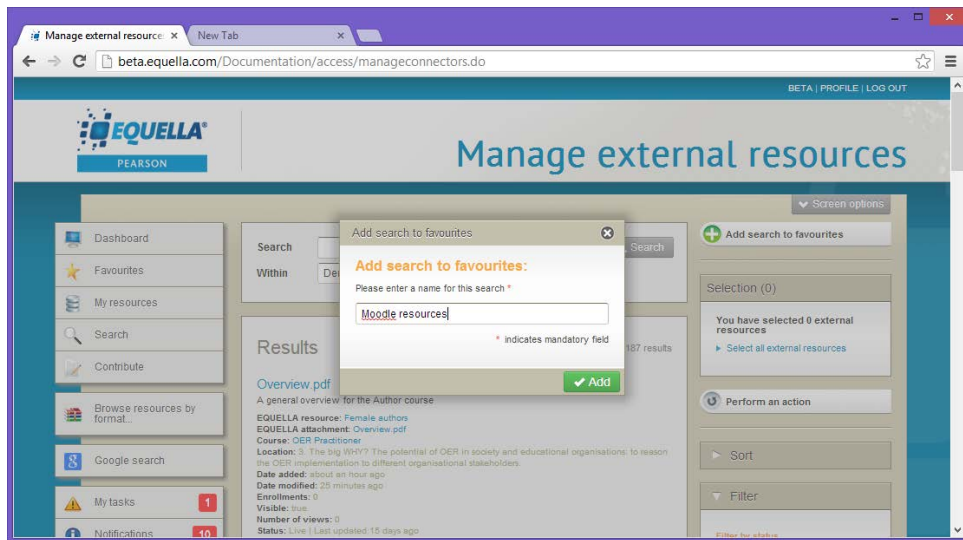 Manage external resource
New Tab
beta.equella.com/Documentation/access/manageconnectors.do
BETA | PROFILE | LOG OUT
EQUELLA®
PEARSON
Manage external resources
Screen options
Dashboard
Favourites
My resources
Search
Contribute
Browse resources by
format...
Google search
My tasks 1
Notifications 10
Search
Search
Within
Add search to favourites
Add search to favourites:
Please enter a name for this search *
Moodle resources
* indicates mandatory field
Add
Results
187 results
Overview.pdf
A general overview for the Author course
EQUELLA resource: Female authors
EQUELLA attachment: Overview.pdf
Course: OER Practitioner
Location: 3. The big WHY? The potential of OER in society and educational organisations: to reason
the OER implementation to different organisational stakeholders.
Date added: about an hour ago
Date modified: 25 minutes ago
Enrollments: 0
Visible: true
Number of views: 0
Status: Live | Last updated 15 days ago
Add search to favourites
Selection (0)
You have selected 0 external
resources
Select all external resources
Perform an action
Sort
Filter
Filter by status